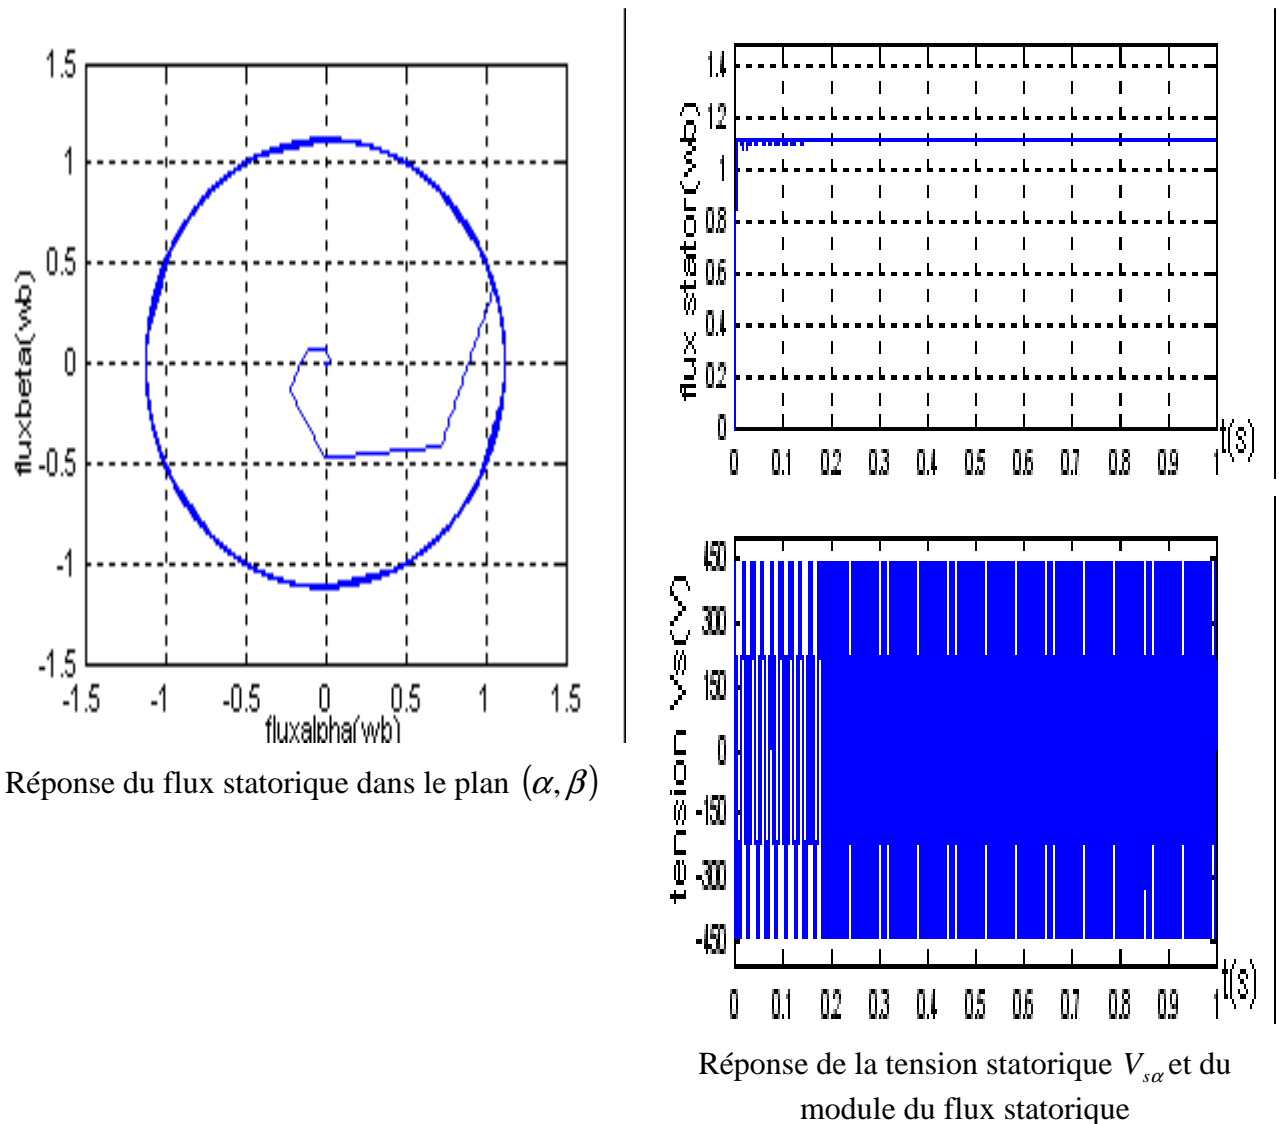 1.5
1
0.5
0
-0.5
-1
-1.5
fluxbeta(wb)
-1.5 -1 -0.5 0 0.5 1 1.5
fluxalpha(wb)
Réponse du flux statorique dans le plan (α, β)
1.4
1.2
1
0.8
0.6
0.4
0.2
0
flux stator(wb)
0 0.1 0.2 0.3 0.4 0.5 0.6 0.7 0.8 0.9 1
t(s)
450
300
150
0
-150
-300
-450
tension Vs(V)
0 0.1 0.2 0.3 0.4 0.5 0.6 0.7 0.8 0.9 1
t(s)
Réponse de la tension statorique V_{sα} et du
module du flux statorique